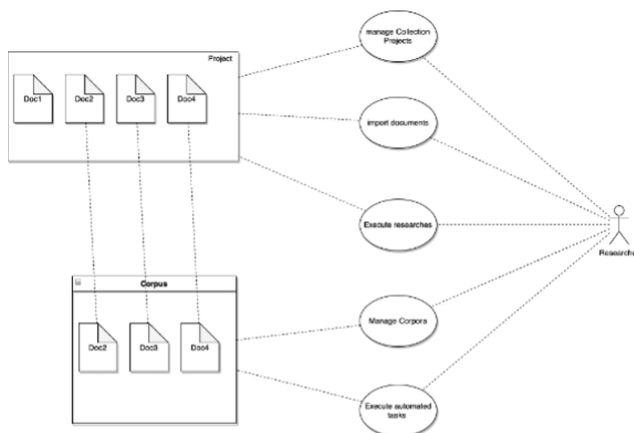 manage Collection
Projects
Project
Doc1
Doc2
Doc3
Doc4
import documents
Execute researches
Researche
Corpus
Doc2
Doc3
Doc4
Manage Corpora
Execute automated
tasks